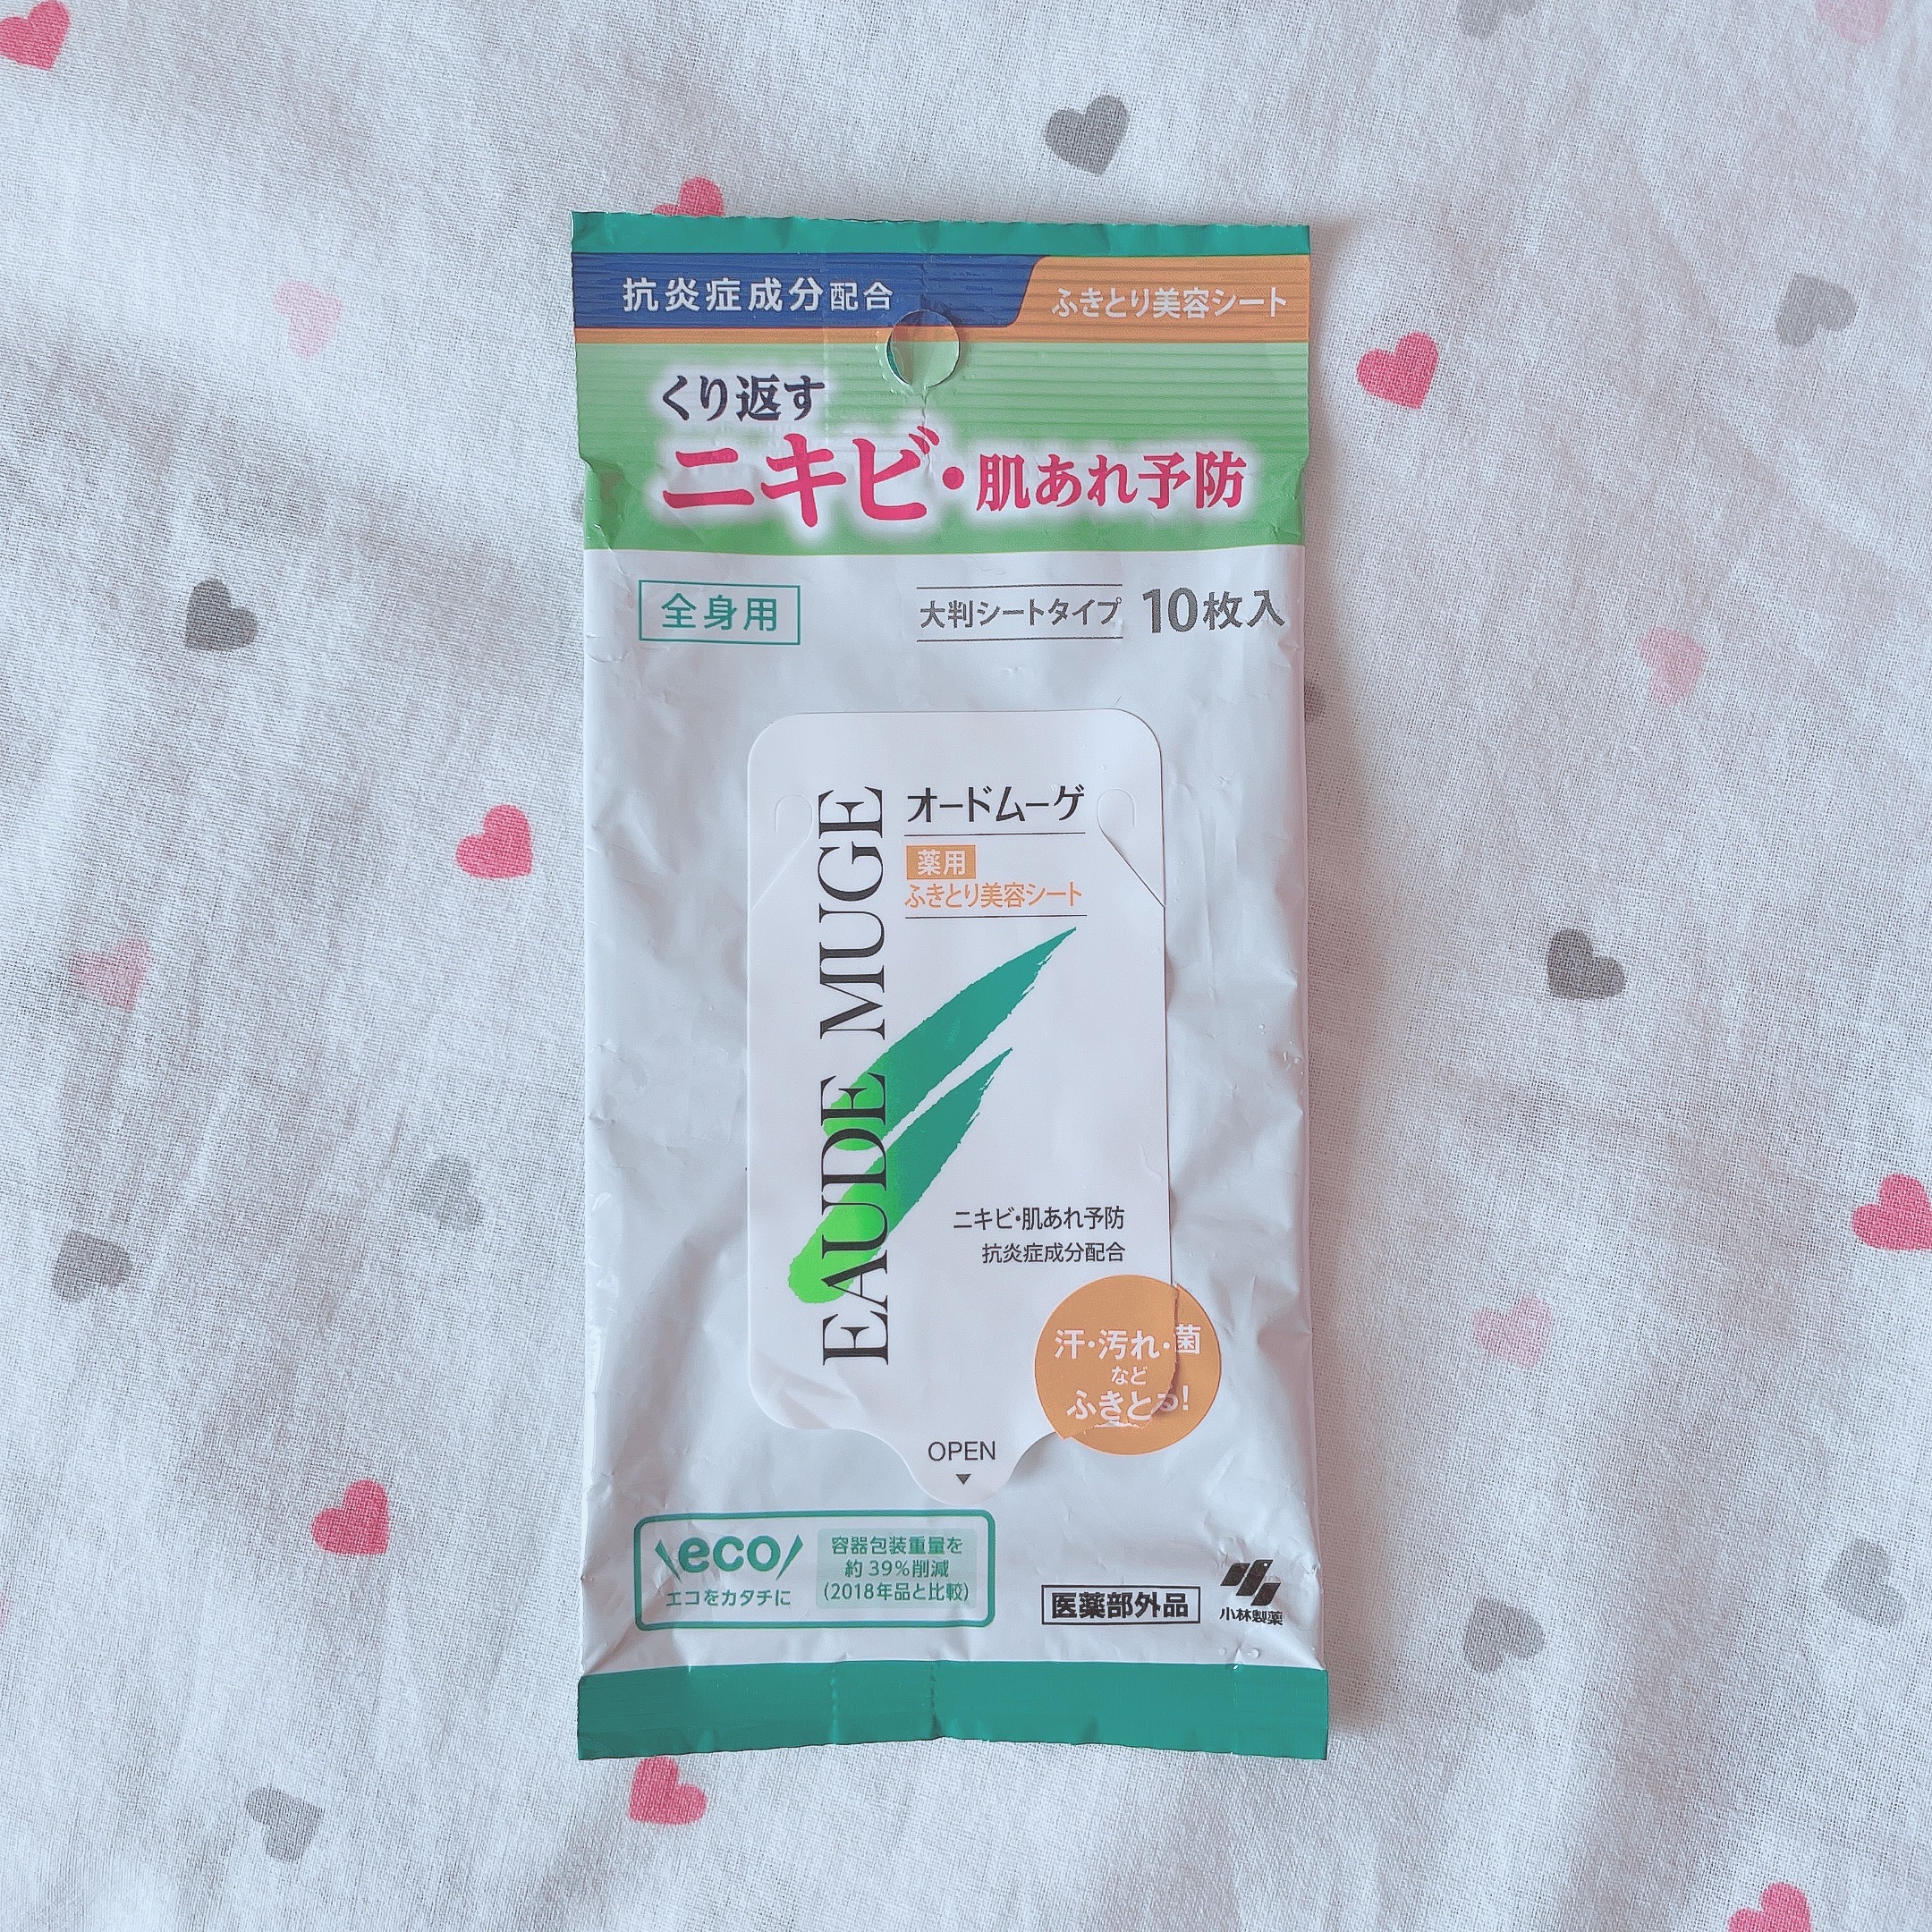 抗炎症成分配合
ふきとり美容シート
くり返す
ニキビ・肌あれ予防
全身用
大判シートタイプ 10枚入
EAUDE MUGE
オードムーゲ
薬用
ふきとり美容シート
ニキビ・肌あれ予防
抗炎症成分配合
汗・汚れ・菌
など
ふきとる!
OPEN
eco
エコをカタチに
容器包装重量を
約39%削減
(2018年品と比較)
医薬部外品
小林製薬